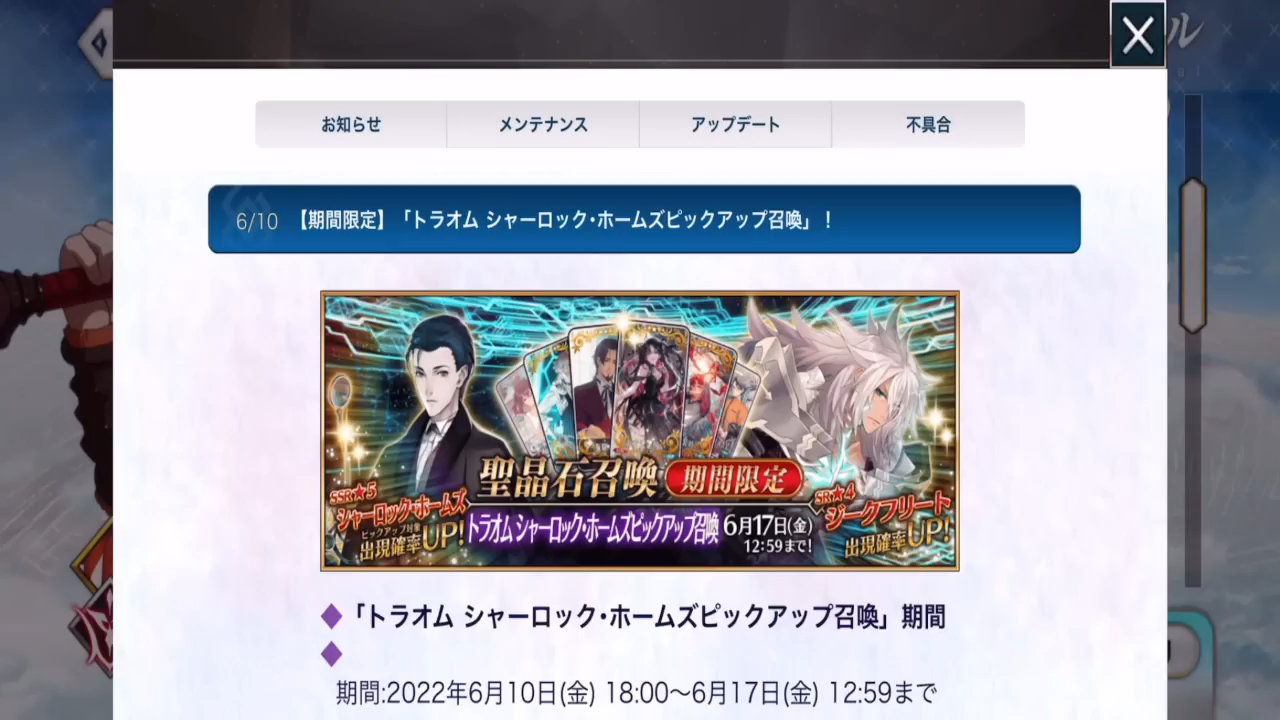 ル
お知らせ
メンテナンス
アップデート
不具合
6/10 【期間限定】「トラオム シャーロック･ホームズピックアップ召喚」！
聖晶石召喚 期間限定
SSR★5
シャーロック･ホームズ
ピックアップ対象
出現確率UP!
トラオム シャーロック･ホームズピックアップ召喚
6月17日(金)
12:59まで!
SR★4
ジークフリート
出現確率UP!
◆「トラオム シャーロック･ホームズピックアップ召喚」期間
◆
期間:2022年6月10日(金) 18:00～6月17日(金) 12:59まで